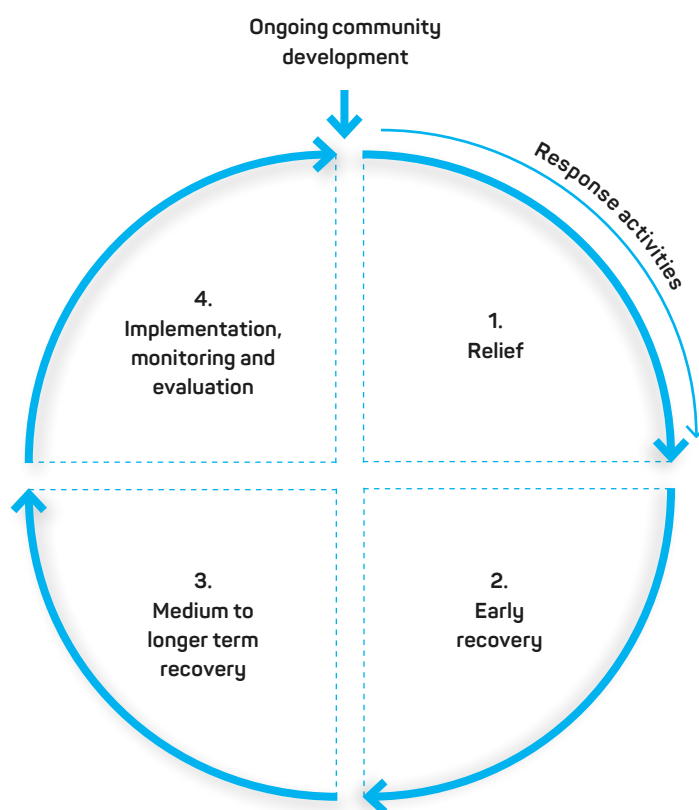 Ongoing community
development
Response activities
4.
Implementation,
monitoring and
evaluation
1.
Relief
3.
Medium to
longer term
recovery
2.
Early
recovery